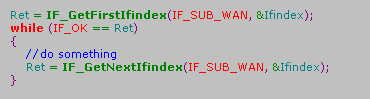 Ret = IF_GetFirstIfindex(IF_SUB_WAN, &Ifindex);
while (IF_OK == Ret)
{
//do something
Ret = IF_GetNextIfindex(IF_SUB_WAN, &Ifindex);
}